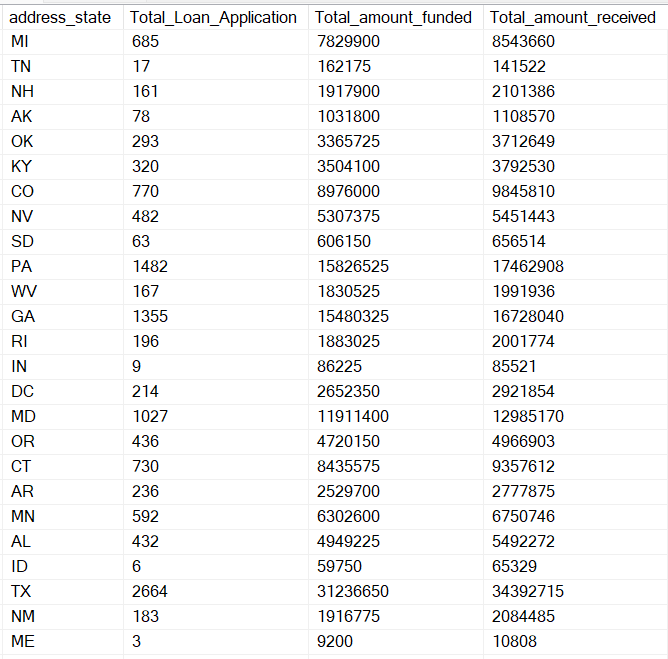 address_state Total_Loan_Application Total_amount_funded Total_amount_received
MI 685 7829900 8543660
TN 17 162175 141522
NH 161 1917900 2101386
AK 78 1031800 1108570
OK 293 3365725 3712649
KY 320 3504100 3792530
CO 770 8976000 9845810
NV 482 5307375 5451443
SD 63 606150 656514
PA 1482 15826525 17462908
WV 167 1830525 1991936
GA 1355 15480325 16728040
RI 196 1883025 2001774
IN 9 86225 85521
DC 214 2652350 2921854
MD 1027 11911400 12985170
OR 436 4720150 4966903
CT 730 8435575 9357612
AR 236 2529700 2777875
MN 592 6302600 6750746
AL 432 4949225 5492272
ID 6 59750 65329
TX 2664 31236650 34392715
NM 183 1916775 2084485
ME 3 9200 10808